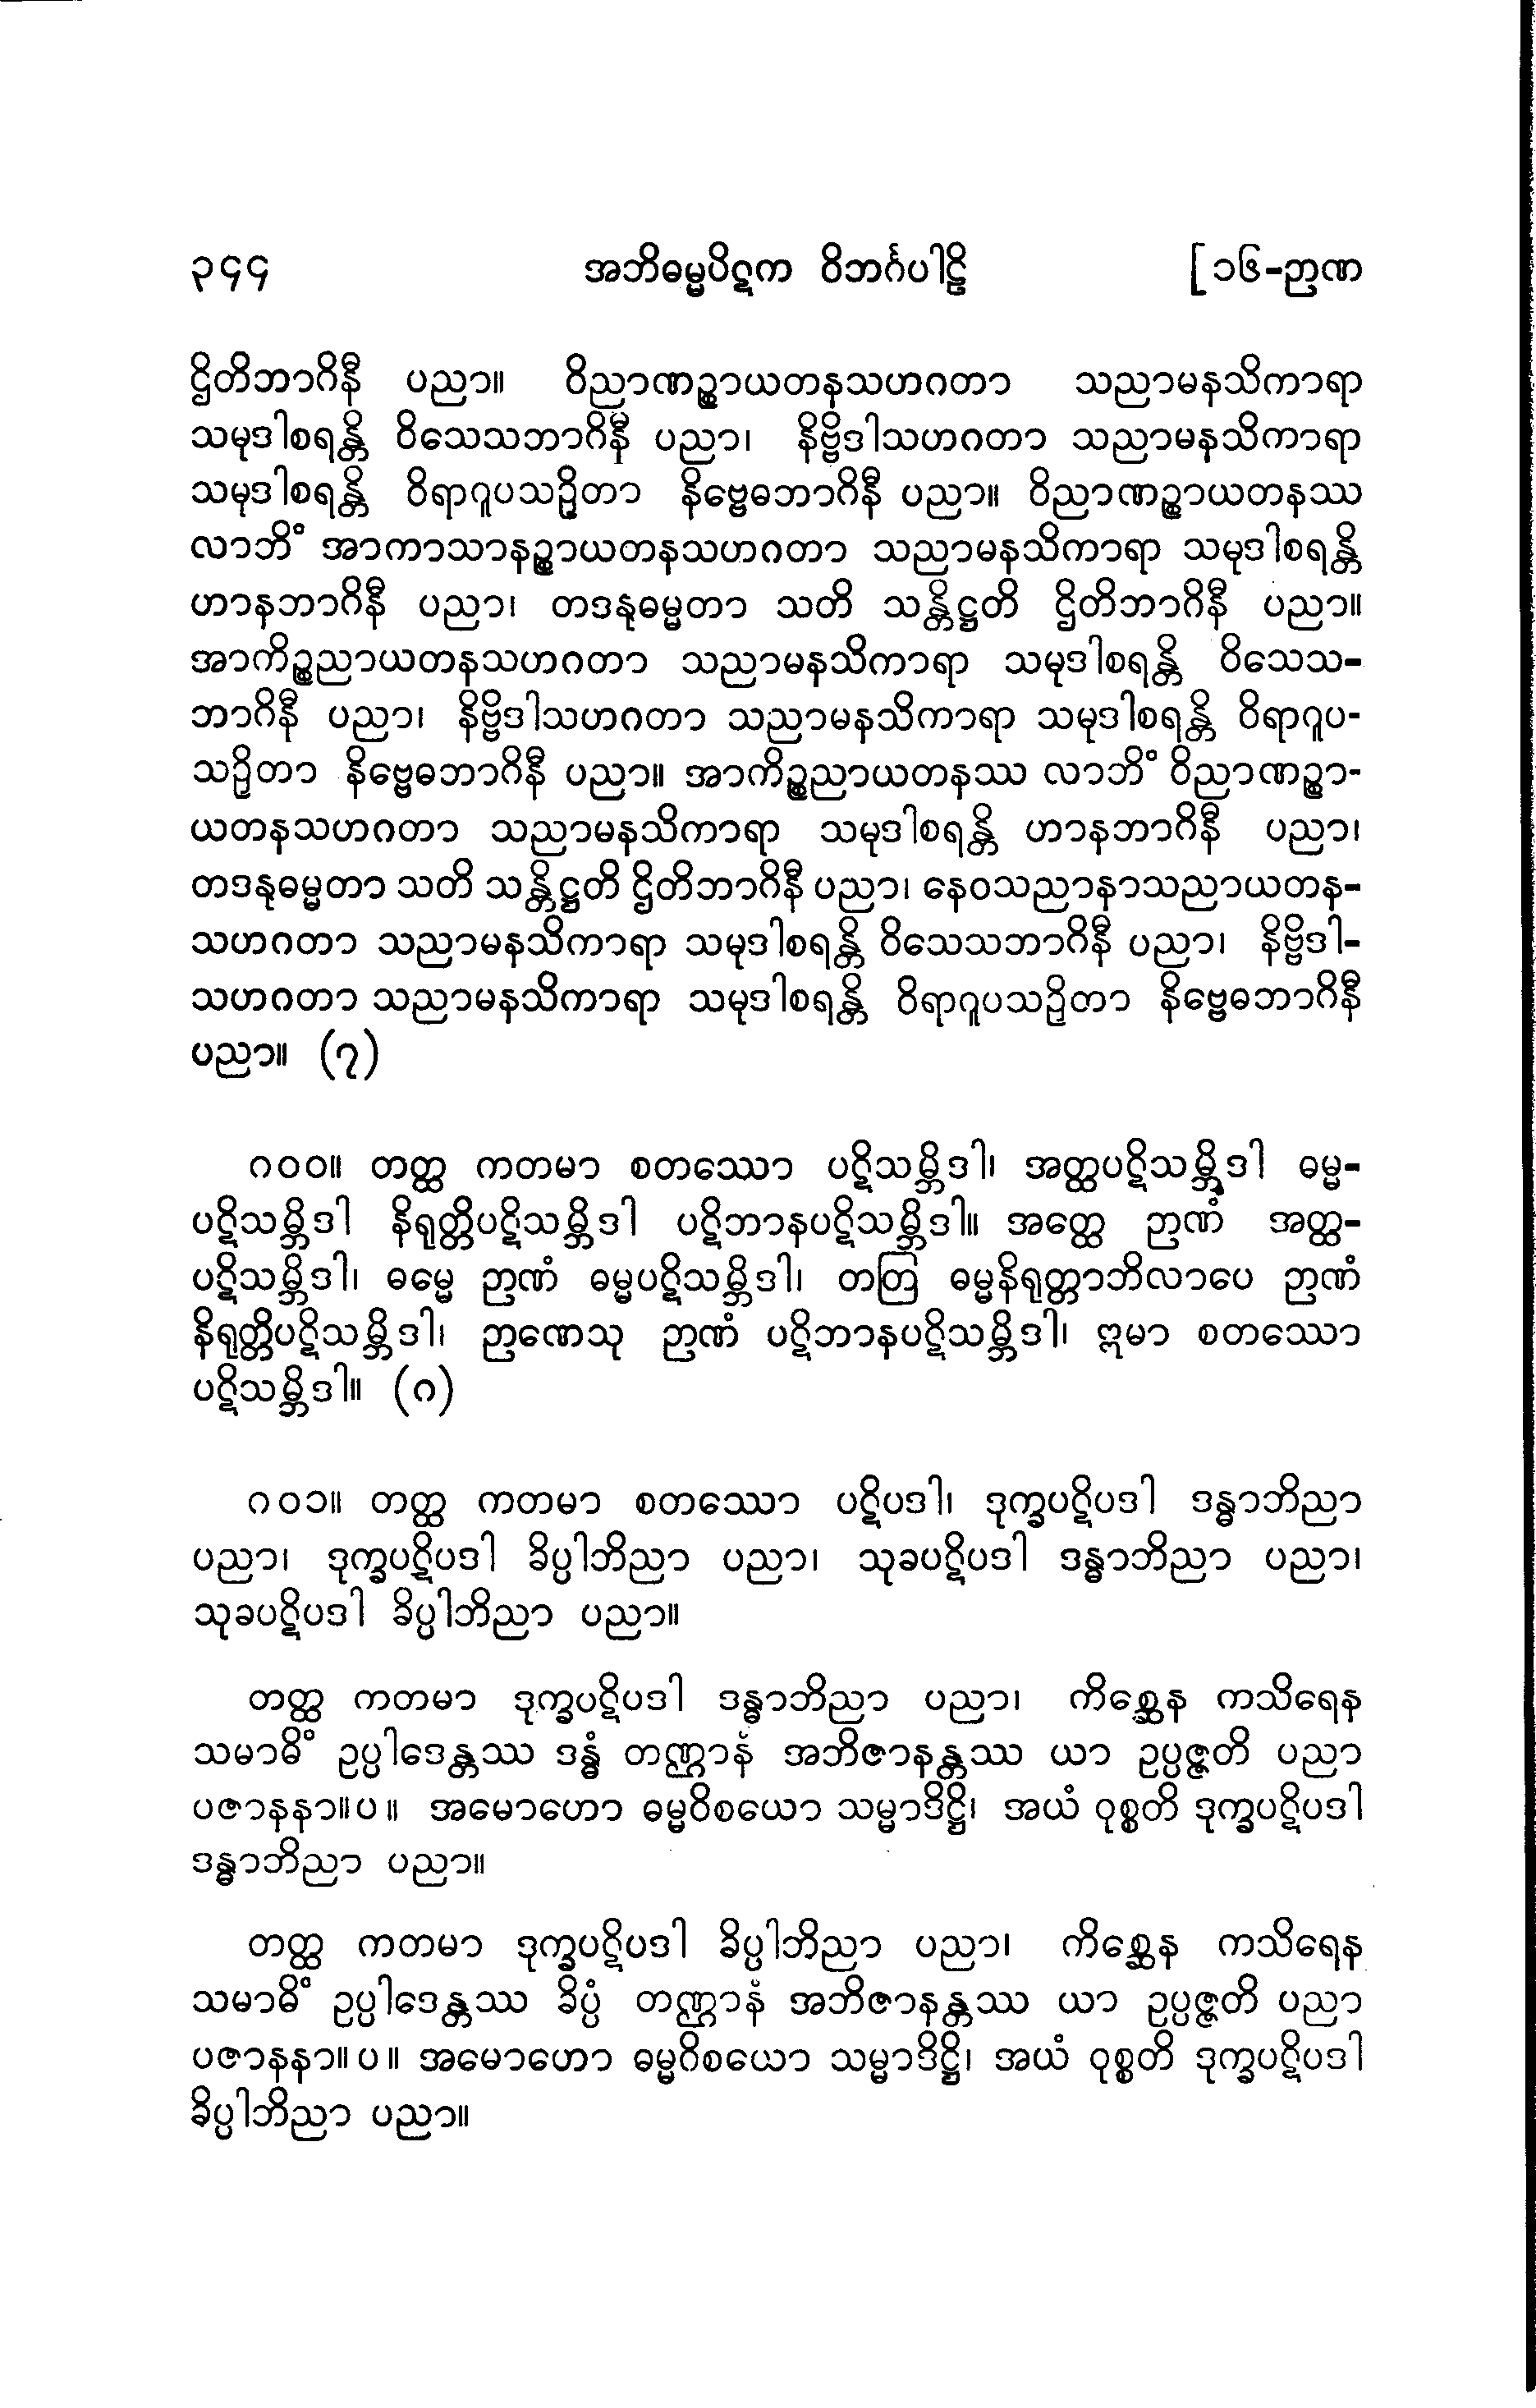 ၃၄၄ အဘိဓမ္မပိဋက ဝိဘင်္ဂပါဠိ [၁၆-ဉာဏ
ဌိတိဘာဂိနီ ပညာ။ ဝိညာဏဉ္စာယတနသဟဂတာ သညာမနသိကာရာ
သမုဒါစရန္တိ ဝိသေသဘာဂိနီ ပညာ၊ နိဗ္ဗိဒါသဟဂတာ သညာမနသိကာရာ
သမုဒါစရန္တိ ဝိရာဂူပသဉှိတာ နိဗ္ဗေဓဘာဂိနီ ပညာ။ ဝိညာဏဉ္စာယတနဿ
လာဘိံ အာကာသာနဉ္စာယတနသဟဂတာ သညာမနသိကာရာ သမုဒါစရန္တိ
ဟာနဘာဂိနီ ပညာ၊ တဒနုဓမ္မတာ သတိ သန္တိဋ္ဌတိ ဌိတိဘာဂိနီ ပညာ။
အာကိဉ္စညာယတနသဟဂတာ သညာမနသိကာရာ သမုဒါစရန္တိ ဝိသေသ-
ဘာဂိနီ ပညာ၊ နိဗ္ဗိဒါသဟဂတာ သညာမနသိကာရာ သမုဒါစရန္တိ ဝိရာဂူပ-
သဉှိတာ နိဗ္ဗေဓဘာဂိနီ ပညာ။ အာကိဉ္စညာယတနဿ လာဘိံ ဝိညာဏဉ္စာ-
ယတနသဟဂတာ သညာမနသိကာရာ သမုဒါစရန္တိ ဟာနဘာဂိနီ ပညာ၊
တဒနုဓမ္မတာ သတိ သန္တိဋ္ဌတိ ဌိတိဘာဂိနီ ပညာ၊ နေဝသညာနာသညာယတန-
သဟဂတာ သညာမနသိကာရာ သမုဒါစရန္တိ ဝိသေသဘာဂိနီ ပညာ၊ နိဗ္ဗိဒါ-
သဟဂတာ သညာမနသိကာရာ သမုဒါစရန္တိ ဝိရာဂူပသဉှိတာ နိဗ္ဗေဓဘာဂိနီ
ပညာ။ (၇)
၈၀၀။ တတ္ထ ကတမာ စတဿော ပဋိသမ္ဘိဒါ၊ အတ္ထပဋိသမ္ဘိဒါ ဓမ္မ-
ပဋိသမ္ဘိဒါ နိရုတ္တိပဋိသမ္ဘိဒါ ပဋိဘာနပဋိသမ္ဘိဒါ။ အတ္ထေ ဉာဏံ အတ္ထ-
ပဋိသမ္ဘိဒါ၊ ဓမ္မေ ဉာဏံ ဓမ္မပဋိသမ္ဘိဒါ၊ တတြ ဓမ္မနိရုတ္တာဘိလာပေ ဉာဏံ
နိရုတ္တိပဋိသမ္ဘိဒါ၊ ဉာဏေသု ဉာဏံ ပဋိဘာနပဋိသမ္ဘိဒါ၊ ဣမာ စတဿော
ပဋိသမ္ဘိဒါ။ (၈)
၈၀၁။ တတ္ထ ကတမာ စတဿော ပဋိပဒါ၊ ဒုက္ခပဋိပဒါ ဒန္ဓာဘိညာ
ပညာ၊ ဒုက္ခပဋိပဒါ ခိပ္ပါဘိညာ ပညာ၊ သုခပဋိပဒါ ဒန္ဓာဘိညာ ပညာ၊
သုခပဋိပဒါ ခိပ္ပါဘိညာ ပညာ။
တတ္ထ ကတမာ ဒုက္ခပဋိပဒါ ဒန္ဓာဘိညာ ပညာ၊ ကိစ္ဆေန ကသိရေန
သမာဓိံ ဥပ္ပါဒေန္တဿ ဒန္ဓံ တဏ္ဌာနံ အဘိဇာနန္တဿ ယာ ဥပ္ပဇ္ဇတိ ပညာ
ပဇာနနာ။ပ။ အမောဟော ဓမ္မဝိစယော သမ္မာဒိဋ္ဌိ၊ အယံ ဝုစ္စတိ ဒုက္ခပဋိပဒါ
ဒန္ဓာဘိညာ ပညာ။
တတ္ထ ကတမာ ဒုက္ခပဋိပဒါ ခိပ္ပါဘိညာ ပညာ၊ ကိစ္ဆေန ကသိရေန
သမာဓိံ ဥပ္ပါဒေန္တဿ ခိပ္ပံ တဏ္ဌာနံ အဘိဇာနန္တဿ ယာ ဥပ္ပဇ္ဇတိ ပညာ
ပဇာနနာ။ပ။ အမောဟော ဓမ္မဝိစယော သမ္မာဒိဋ္ဌိ၊ အယံ ဝုစ္စတိ ဒုက္ခပဋိပဒါ
ခိပ္ပါဘိညာ ပညာ။